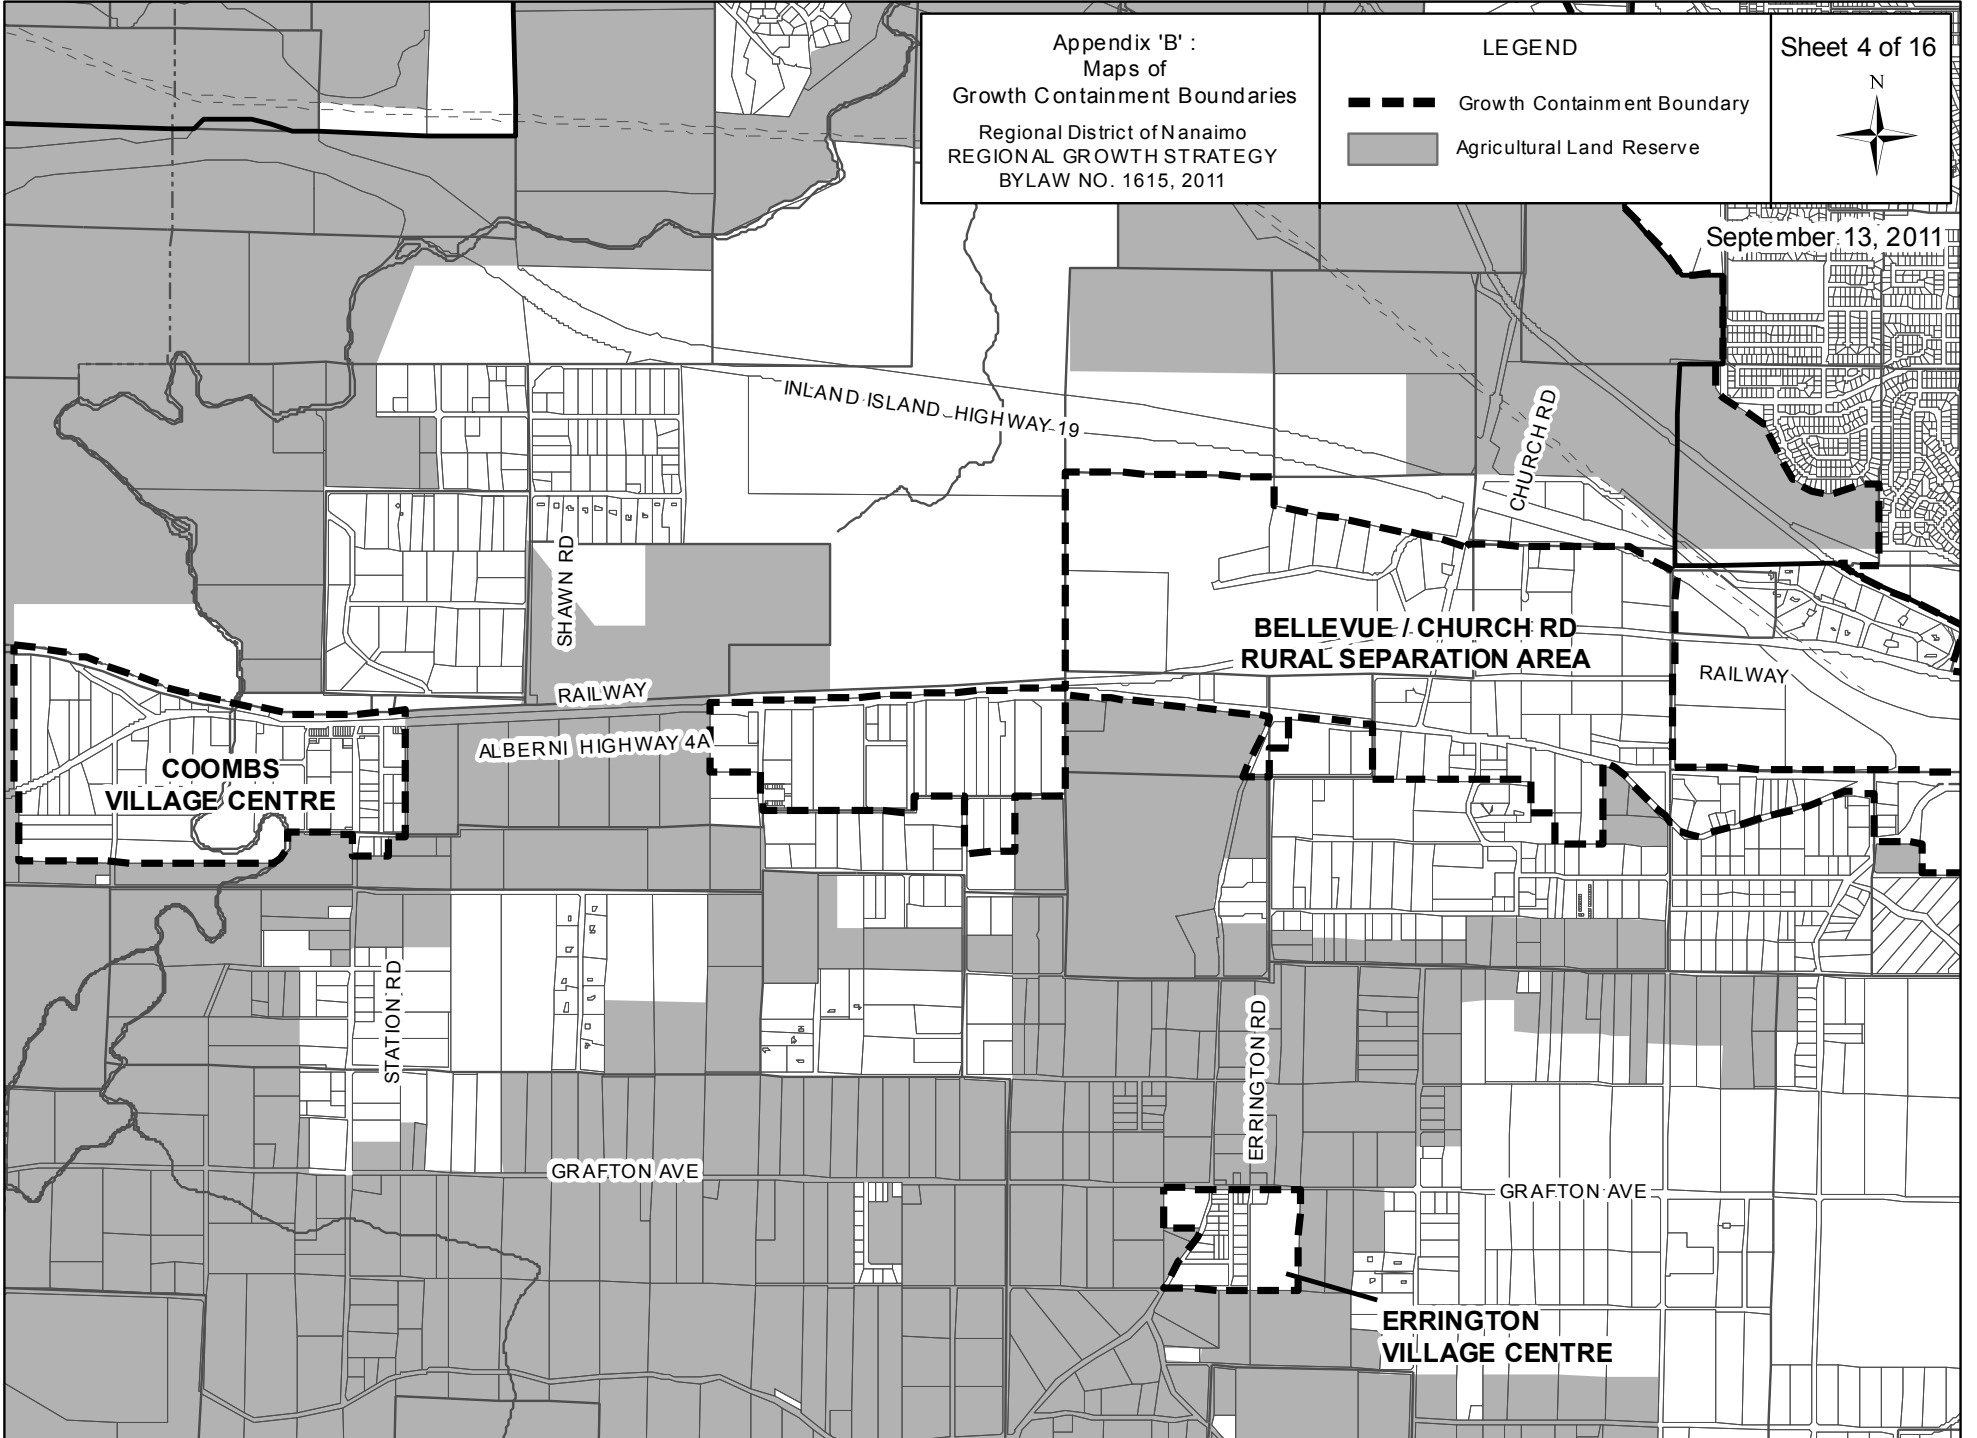 Appendix 'B' :
Maps of
Growth Containment Boundaries
Regional District of Nanaimo
REGIONAL GROWTH STRATEGY
BYLAW NO. 1615, 2011
LEGEND
Growth Containment Boundary
Agricultural Land Reserve
Sheet 4 of 16
N
September 13, 2011
INLAND ISLAND HIGHWAY 19
CHURCH RD
SHAWN RD
BELLEVUE / CHURCH RD
RURAL SEPARATION AREA
RAILWAY
RAILWAY
ALBERNI HIGHWAY 4A
COOMBS
VILLAGE CENTRE
STATION RD
ERRINGTON RD
GRAFTON AVE
GRAFTON AVE
ERRINGTON
VILLAGE CENTRE